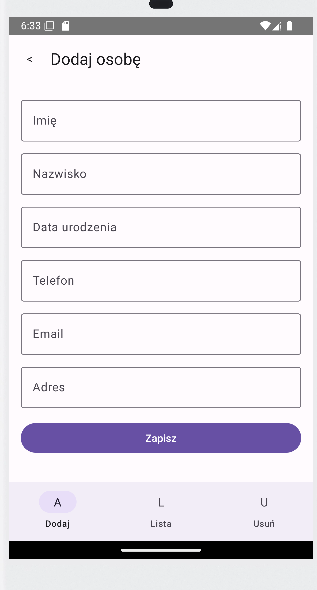 6:33
< Dodaj osobę
Imię
Nazwisko
Data urodzenia
Telefon
Email
Adres
Zapisz
A L U
Dodaj Lista Usuń